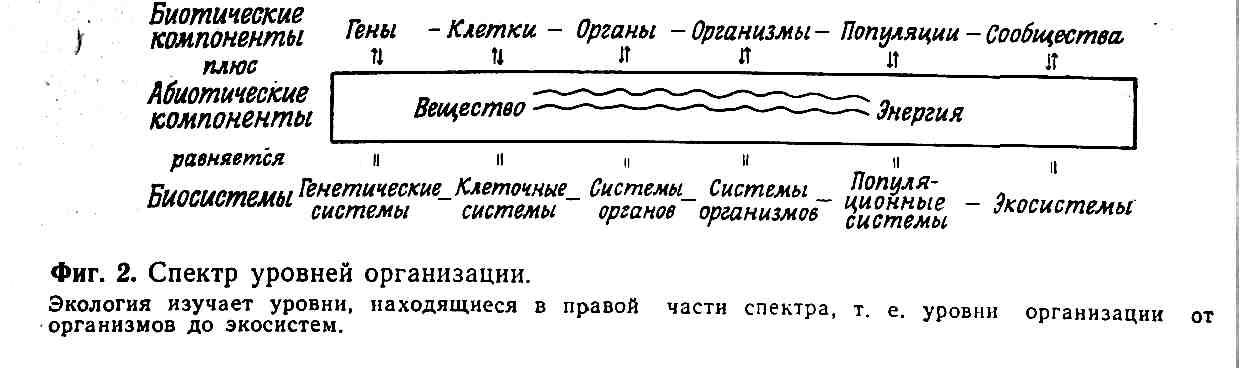 Биотические
компоненты
Гены – Клетки – Органы – Организмы – Популяции – Сообщества
плюс
Абиотические
компоненты
Вещество Энергия
равняется
Биосистемы
Генетические – Клеточные – Системы – Системы – Популя-
системы системы органов организмов ционные – Экосистемы
системы
Фиг. 2. Спектр уровней организации.
Экология изучает уровни, находящиеся в правой части спектра, т. е. уровни организации от
организмов до экосистем.